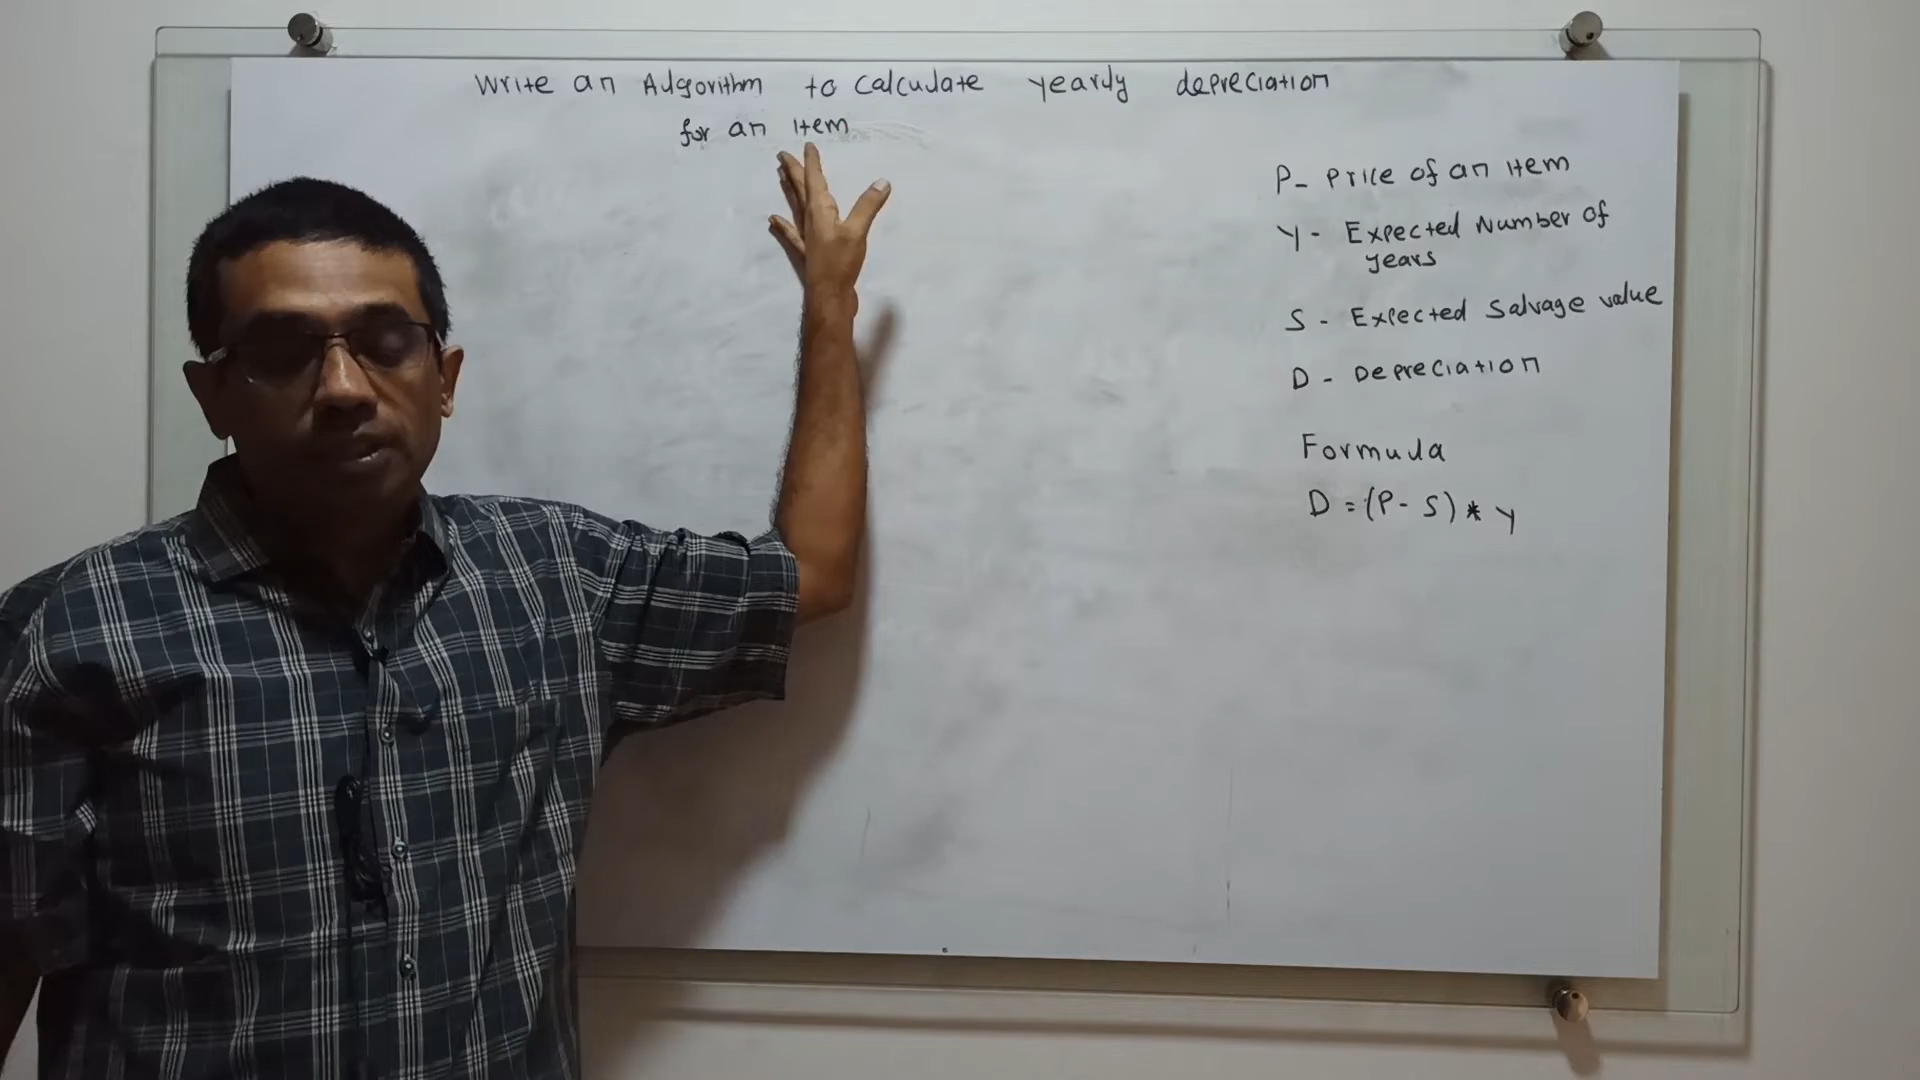 Write an Algorithm to calculate yearly depreciation
for an item
P- Price of an item
Y- Expected Number of
years
S - Expected Salvage value
D - Depreciation
Formula
D = (P- S) * Y